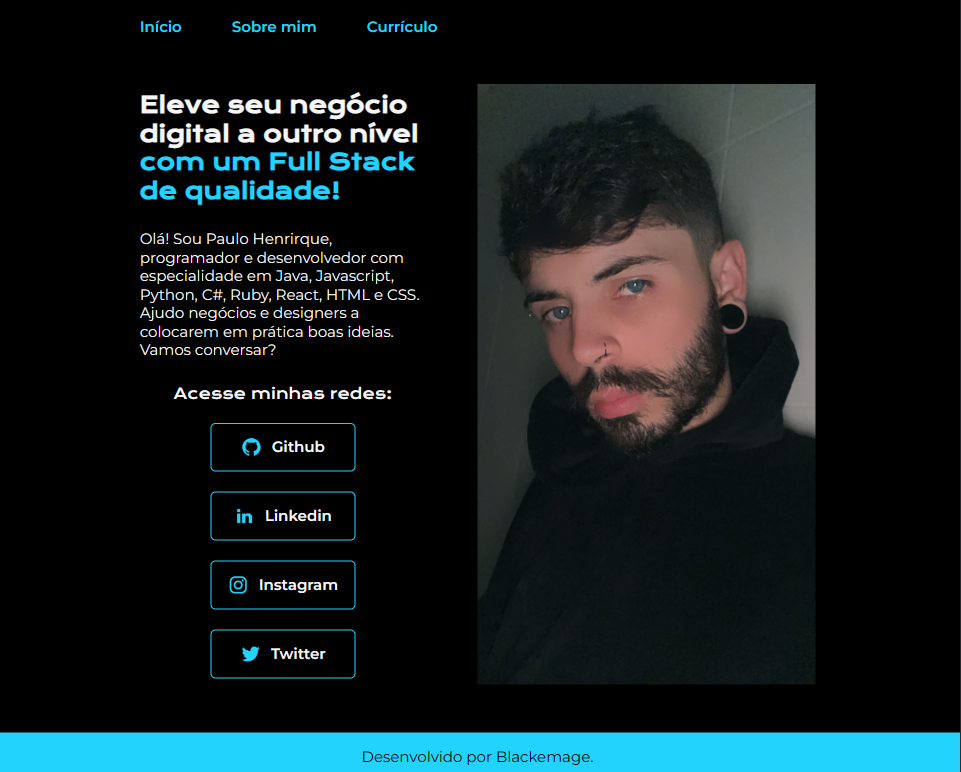 Início Sobre mim Currículo
Eleve seu negócio
digital a outro nível
com um Full Stack
de qualidade!
Olá! Sou Paulo Henrirque,
programador e desenvolvedor com
especialidade em Java, Javascript,
Python, C#, Ruby, React, HTML e CSS.
Ajudo negócios e designers a
colocarem em prática boas ideias.
Vamos conversar?
Acesse minhas redes:
Github
Linkedin
Instagram
Twitter
Desenvolvido por Blackemage.